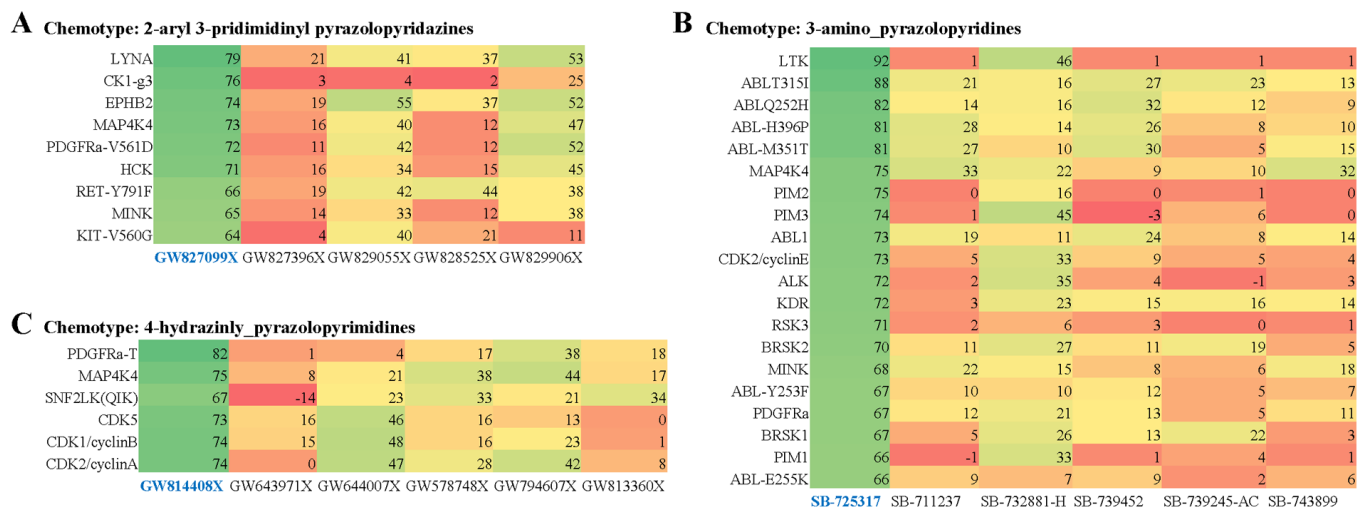 A Chemotype: 2-aryl 3-pridimidinyl pyrazolopyridazines
LYNA 79 21 41 37 53
CK1-g3 76 3 4 2 25
EPHB2 74 19 55 37 52
MAP4K4 73 16 40 12 47
PDGFRa-V561D 72 11 42 12 52
HCK 71 16 34 15 45
RET-Y791F 66 19 42 44 38
MINK 65 14 33 12 38
KIT-V560G 64 4 40 21 11
GW827099X GW827396X GW829055X GW828525X GW829906X
C Chemotype: 4-hydrazinly_pyrazolopyrimidines
PDGFRa-T 82 1 4 17 38 18
MAP4K4 75 8 21 38 44 17
SNF2LK(QIK) 67 -14 23 33 21 34
CDK5 73 16 46 16 13 0
CDK1/cyclinB 74 15 48 16 23 1
CDK2/cyclinA 74 0 47 28 42 8
GW814408X GW643971X GW644007X GW578748X GW794607X GW813360X
B Chemotype: 3-amino_pyrazolopyridines
LTK 92 1 46 1 1 1
ABLT315I 88 21 16 27 23 13
ABLQ252H 82 14 16 32 12 9
ABL-H396P 81 28 14 26 8 10
ABL-M351T 81 27 10 30 5 15
MAP4K4 75 33 22 9 10 32
PIM2 75 0 16 0 1 0
PIM3 74 1 45 -3 6 0
ABL1 73 19 11 24 8 14
CDK2/cyclinE 73 5 33 9 5 4
ALK 72 2 35 4 -1 3
KDR 72 3 23 15 16 14
RSK3 71 2 6 3 0 1
BRSK2 70 11 27 11 19 5
MINK 68 22 15 8 6 18
ABL-Y253F 67 10 10 12 5 7
PDGFRa 67 12 21 13 5 11
BRSK1 67 5 26 13 22 3
PIM1 66 -1 33 1 4 1
ABL-E255K 66 9 7 9 2 6
SB-725317 SB-711237 SB-732881-H SB-739452 SB-739245-AC SB-743899